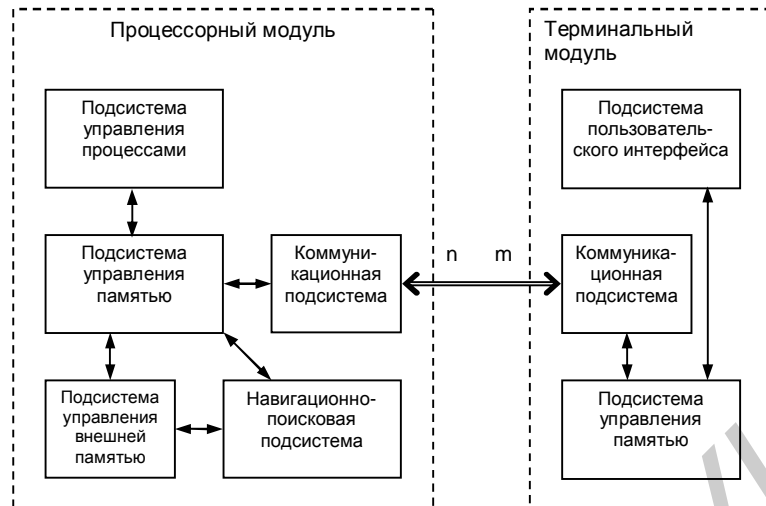 Процессорный модуль
Терминальный
модуль
Подсистема
управления
процессами
Подсистема
пользователь-
ского интерфейса
Подсистема
управления
памятью
Коммуни-
кационная
подсистема
n m
Коммуника-
ционная
подсистема
Подсистема
управления
внешней
памятью
Навигационно-
поисковая
подсистема
Подсистема
управления
памятью